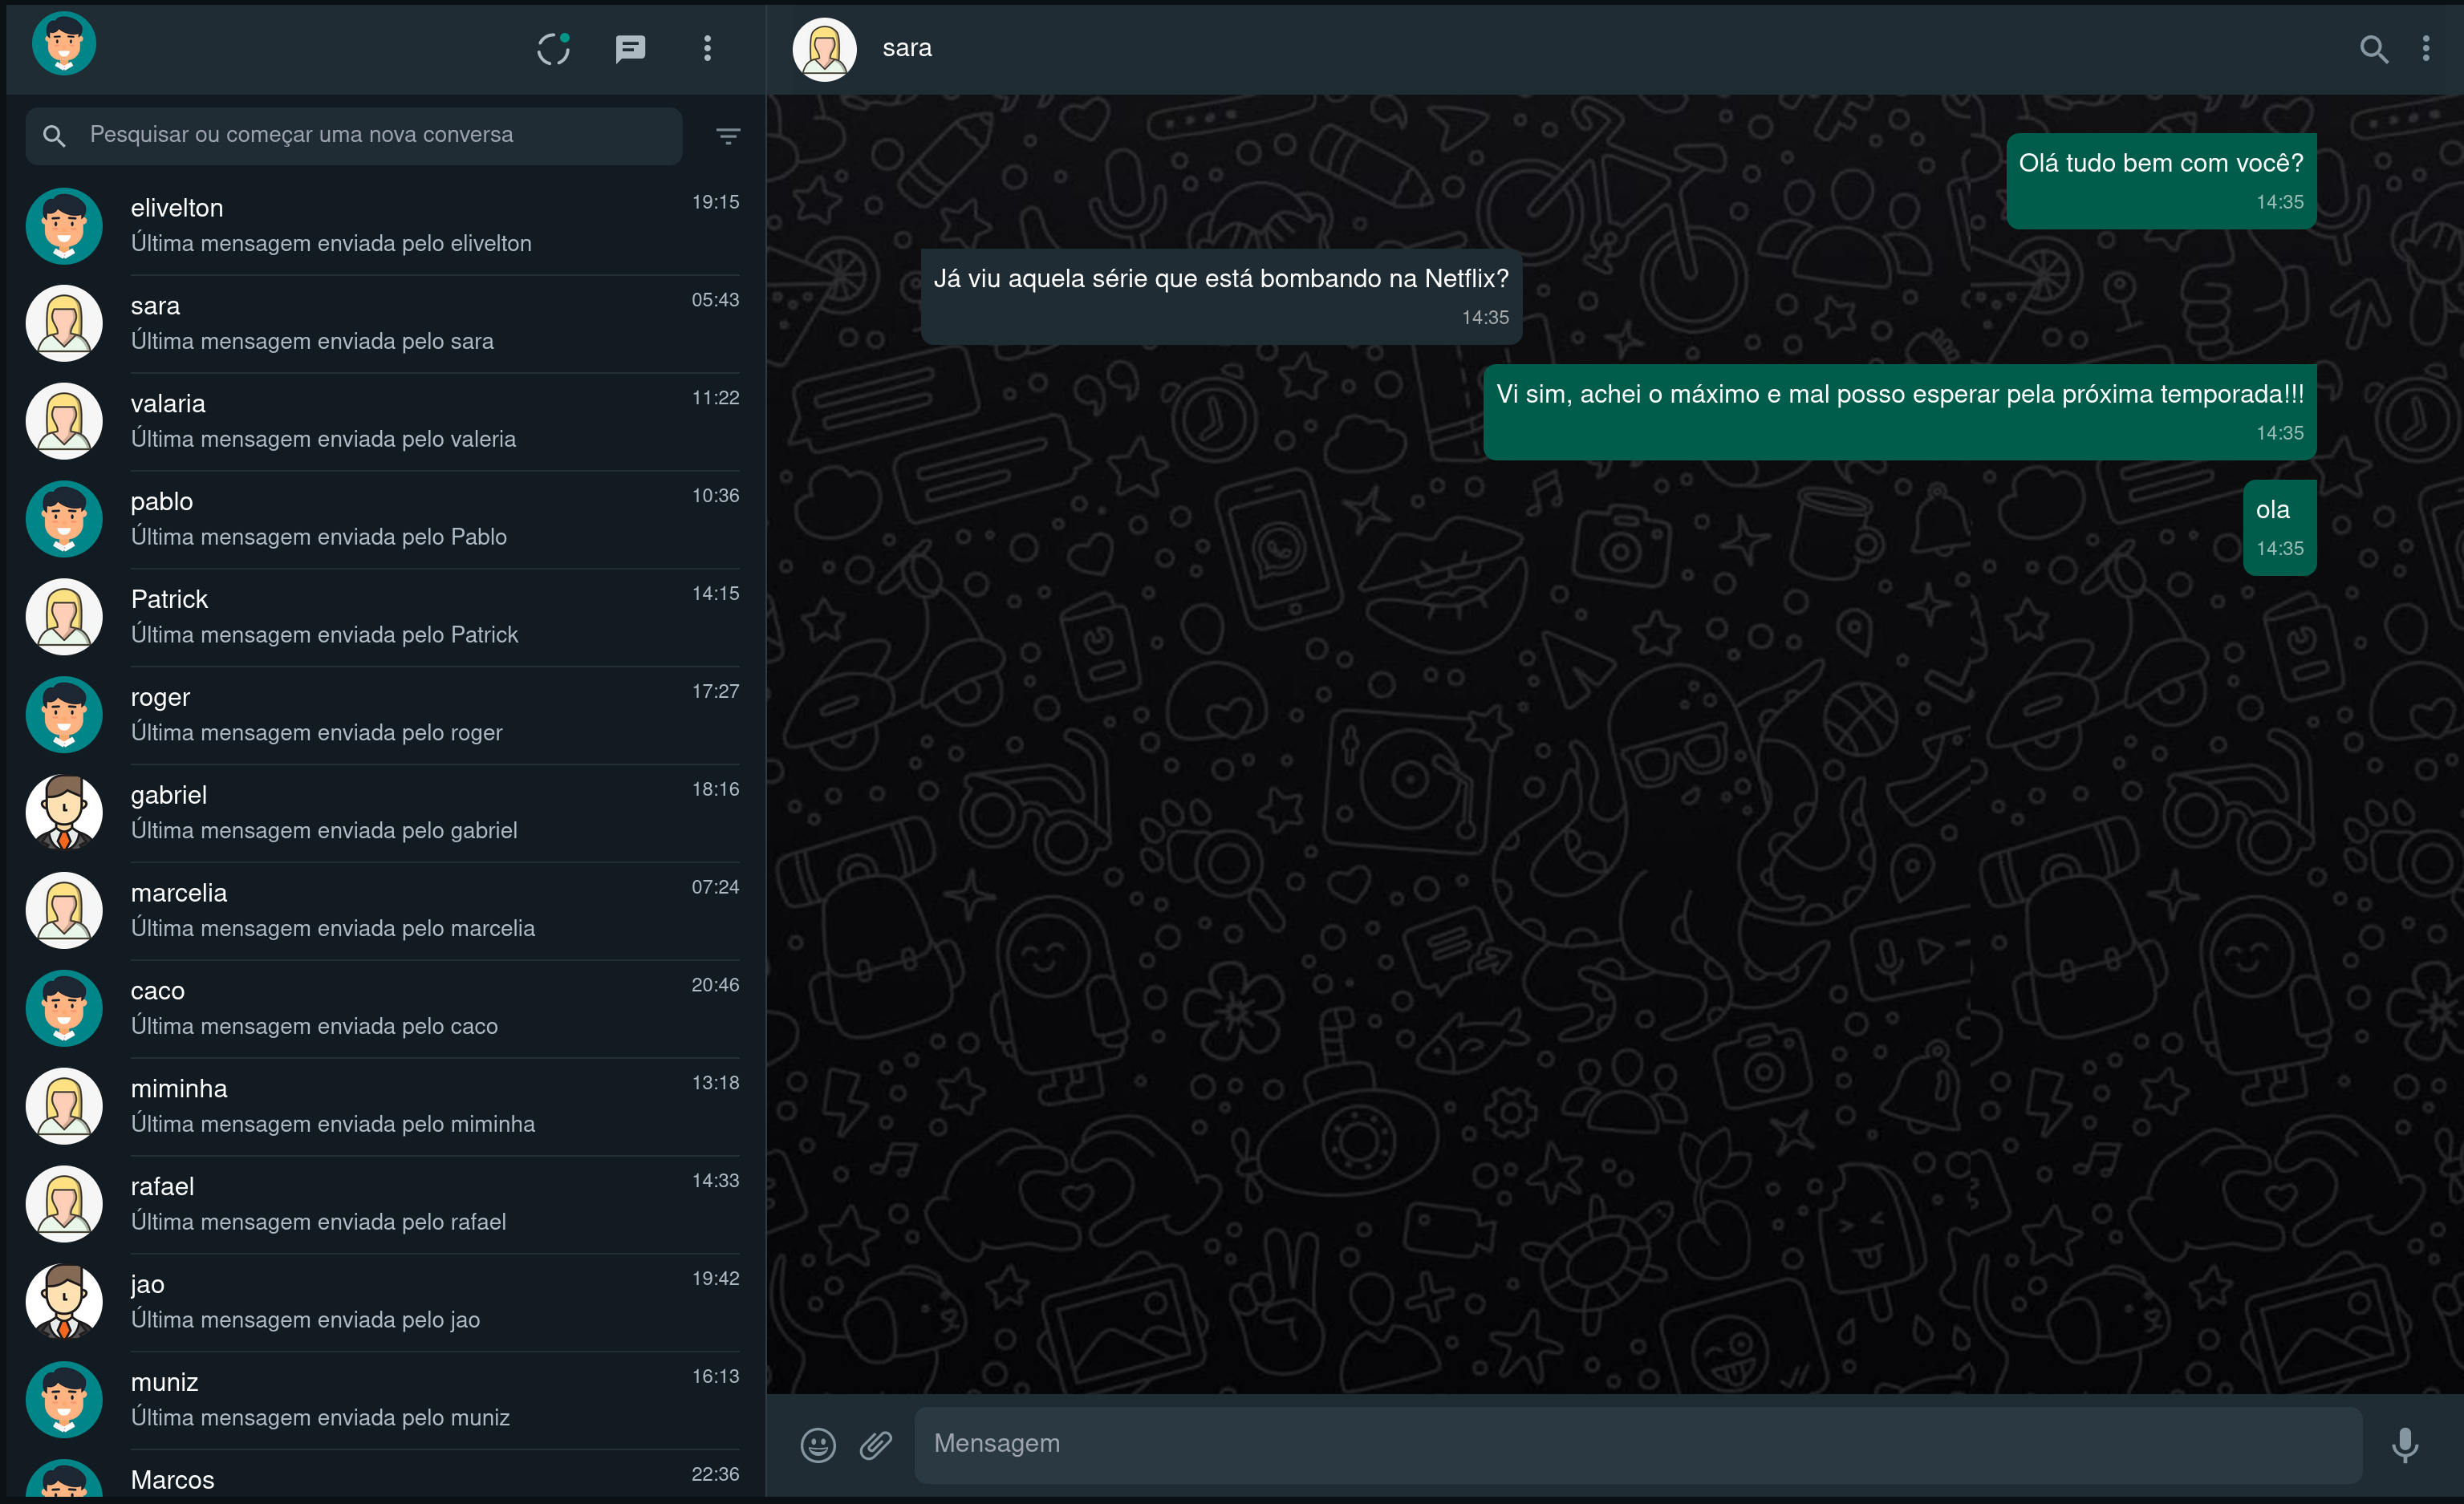 sara
Pesquisar ou começar uma nova conversa
elivelton
19:15
Última mensagem enviada pelo elivelton
sara
05:43
Última mensagem enviada pelo sara
valaria
11:22
Última mensagem enviada pelo valeria
pablo
10:36
Última mensagem enviada pelo Pablo
Patrick
14:15
Última mensagem enviada pelo Patrick
roger
17:27
Última mensagem enviada pelo roger
gabriel
18:16
Última mensagem enviada pelo gabriel
marcelia
07:24
Última mensagem enviada pelo marcelia
caco
20:46
Última mensagem enviada pelo caco
miminha
13:18
Última mensagem enviada pelo miminha
rafael
14:33
Última mensagem enviada pelo rafael
jao
19:42
Última mensagem enviada pelo jao
muniz
16:13
Última mensagem enviada pelo muniz
Marcos
22:36
Olá tudo bem com você?
14:35
Já viu aquela série que está bombando na Netflix?
14:35
Vi sim, achei o máximo e mal posso esperar pela próxima temporada!!!
14:35
ola
14:35
Mensagem